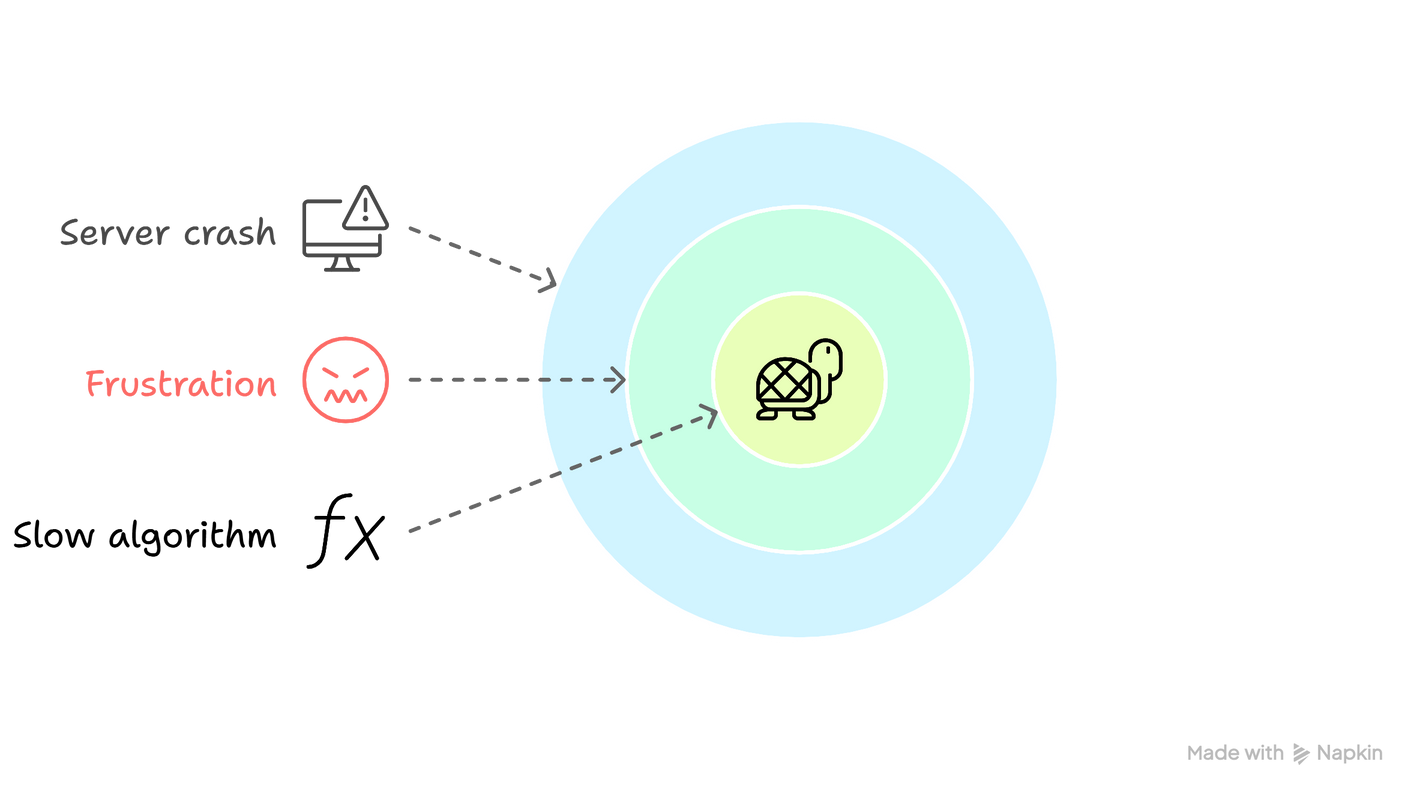 Server crash
Frustration
Slow algorithm
fx
Made with Napkin